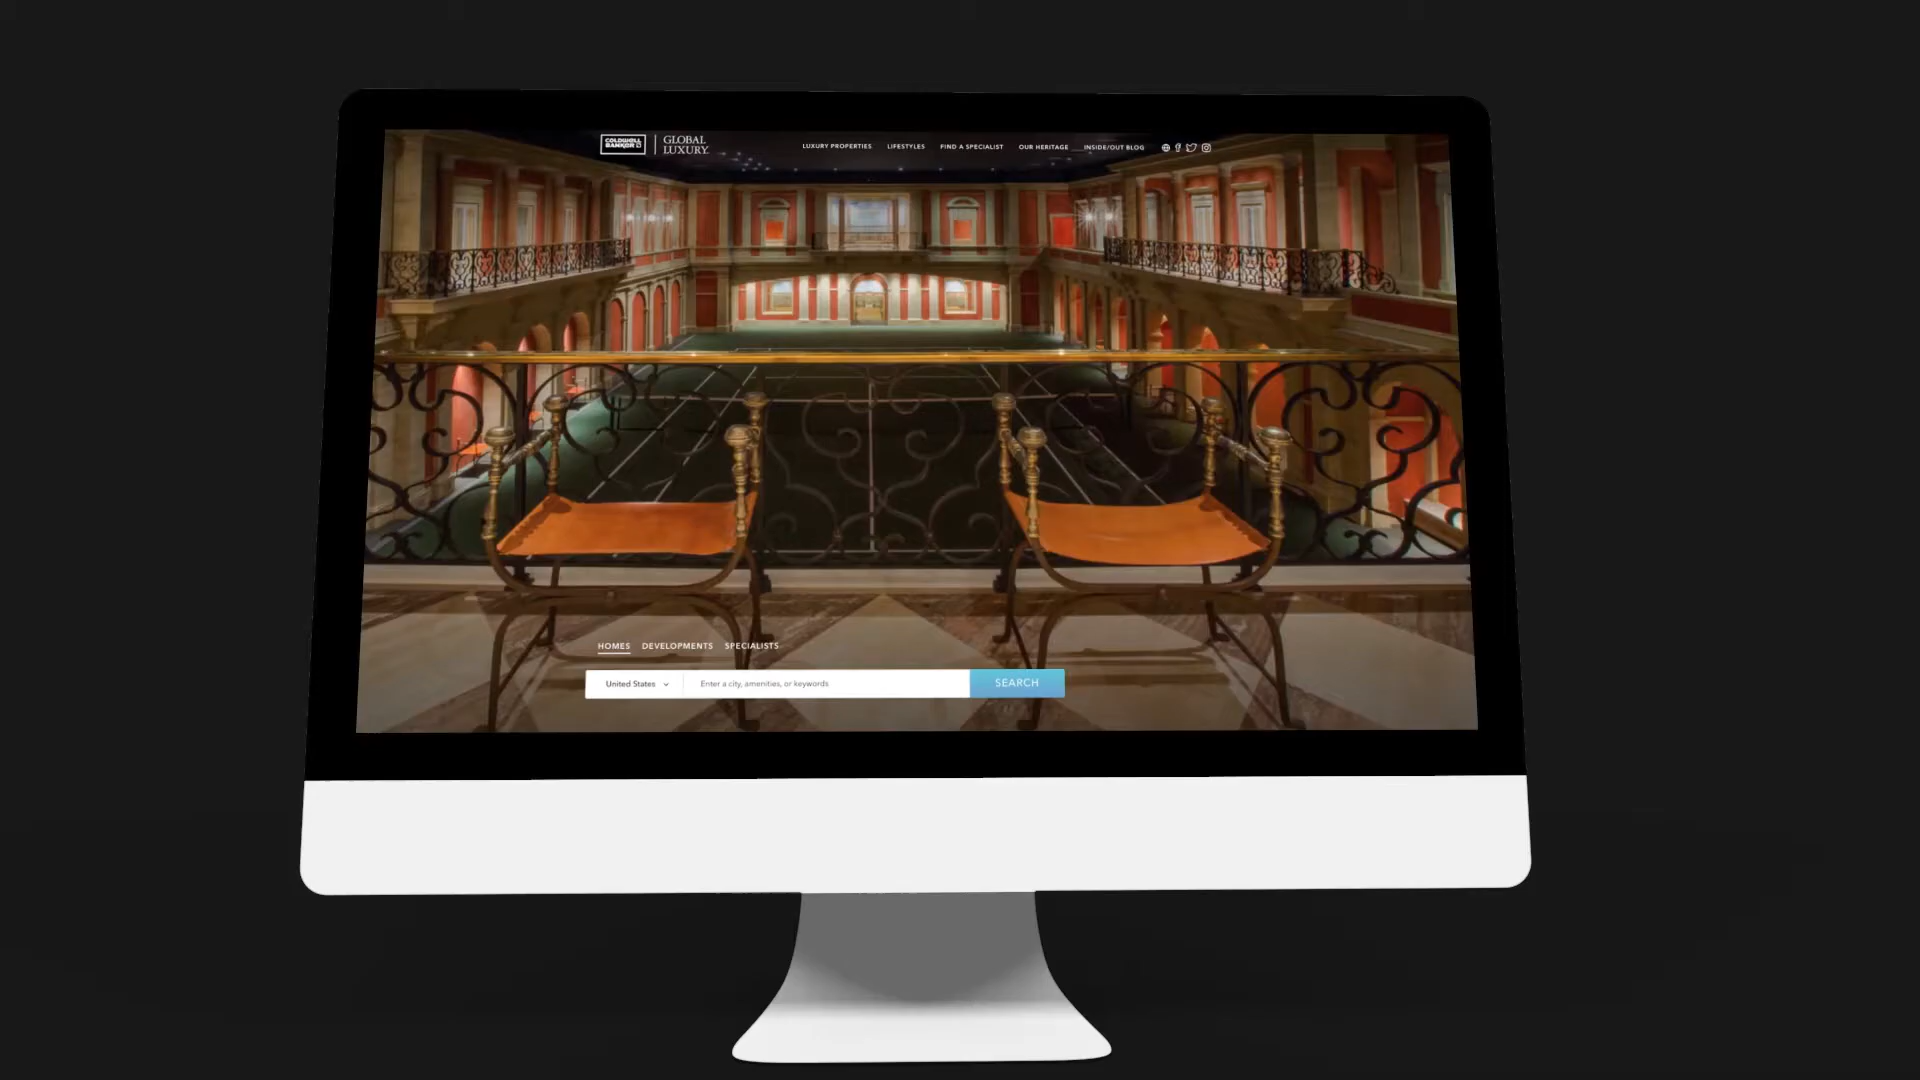 COLDWELL BANKER
GLOBAL LUXURY.
LUXURY PROPERTIES LIFESTYLES FIND A SPECIALIST OUR HERITAGE INSIDE/OUT BLOG
HOMES DEVELOPMENTS SPECIALISTS
United States Enter a city, amenities, or keywords SEARCH